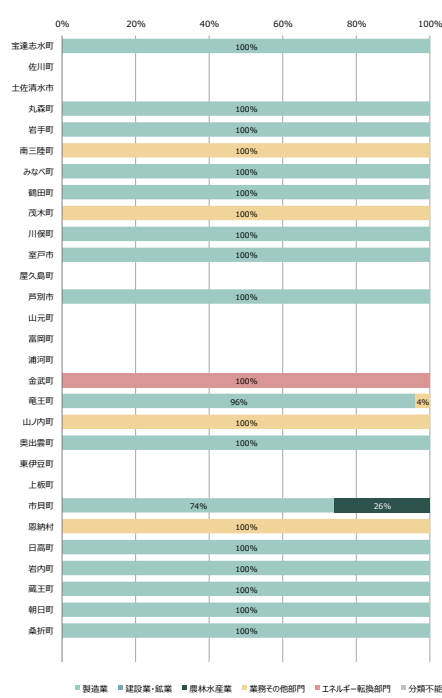 0% 20% 40% 60% 80% 100%
宝達志水町 100%
佐川町
土佐清水市
丸森町 100%
岩手町 100%
南三陸町 100%
みなべ町 100%
鶴田町 100%
茂木町 100%
川俣町 100%
室戸市 100%
屋久島町
芦別市 100%
山元町
富岡町
浦河町
金武町 100%
竜王町 96% 4%
山ノ内町 100%
奥出雲町 100%
東伊豆町
上板町
市貝町 74% 26%
恩納村 100%
日高町 100%
岩内町 100%
蔵王町 100%
朝日町 100%
桑折町 100%
製造業 建設業・鉱業 農林水産業 業務その他部門 エネルギー転換部門 分類不能